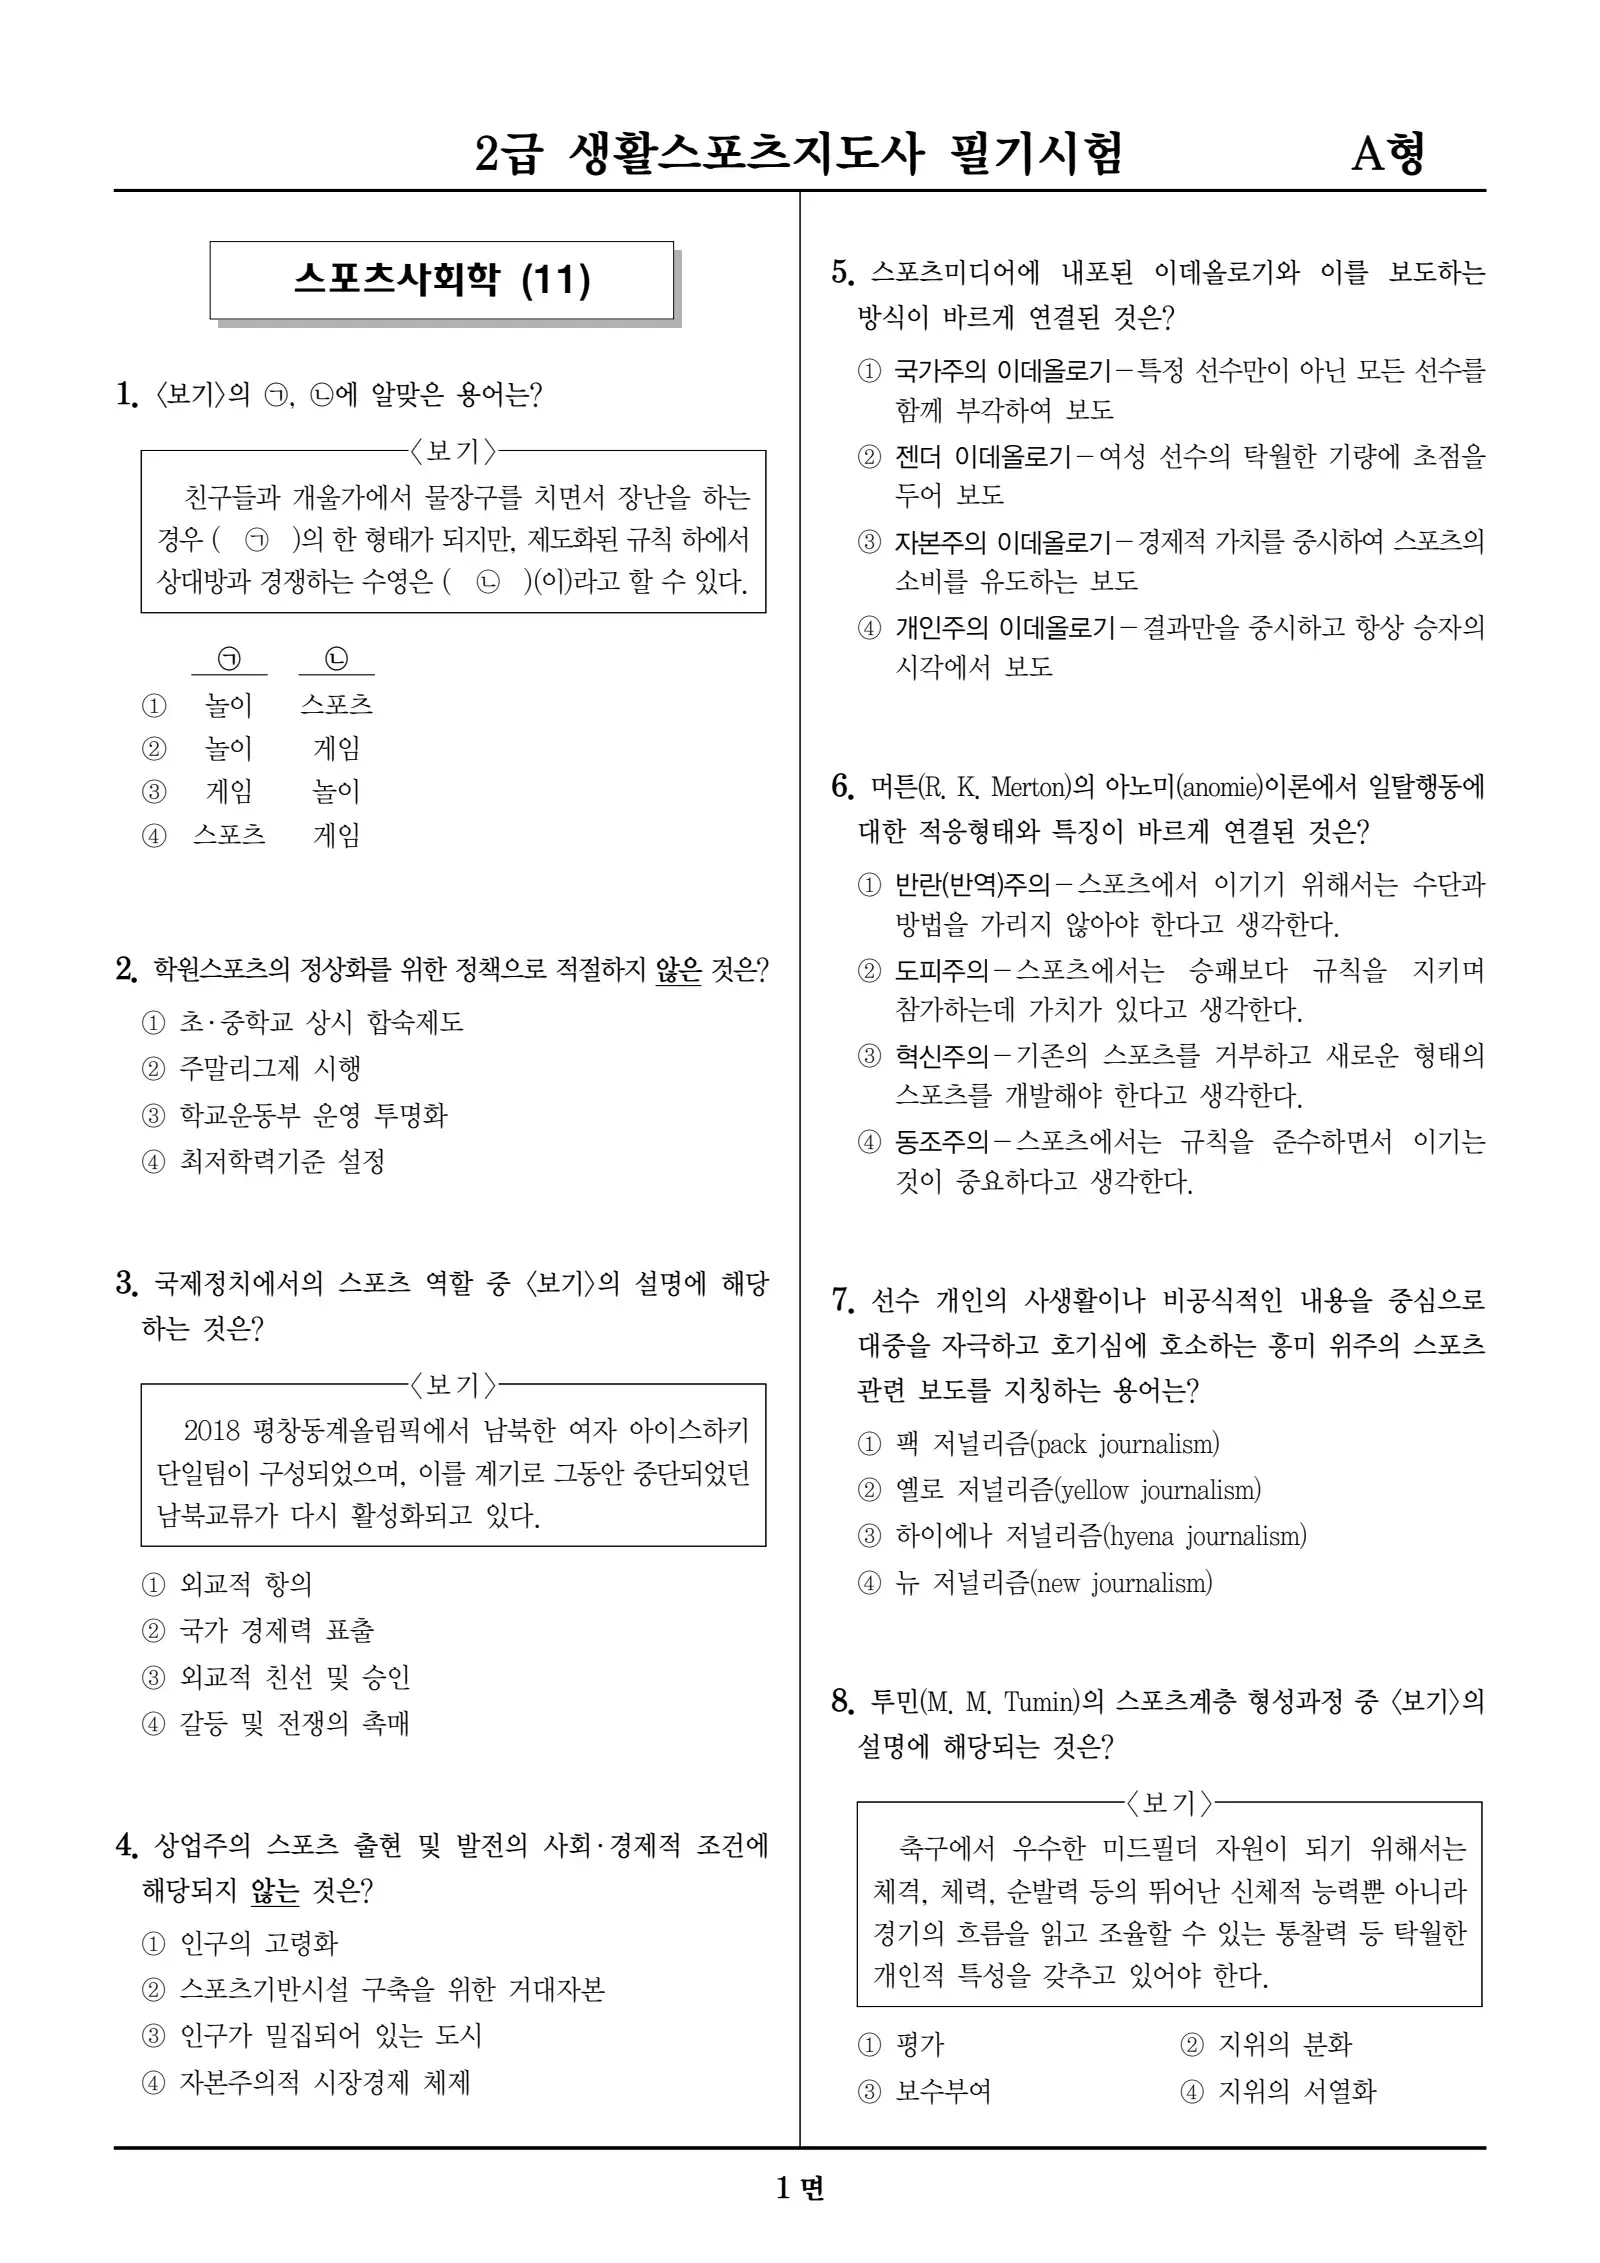 2급 생활스포츠지도사 필기시험 A형
스포츠사회학 (11)
1. 〈보기〉의 ㉠, ㉡에 알맞은 용어는?
〈보기〉
친구들과 개울가에서 물장구를 치면서 장난을 하는
경우 ( ㉠ )의 한 형태가 되지만, 제도화된 규칙 하에서
상대방과 경쟁하는 수영은 ( ㉡ )(이)라고 할 수 있다.
㉠ ㉡
① 놀이 스포츠
② 놀이 게임
③ 게임 놀이
④ 스포츠 게임
2. 학원스포츠의 정상화를 위한 정책으로 적절하지 않은 것은?
① 초·중학교 상시 합숙제도
② 주말리그제 시행
③ 학교운동부 운영 투명화
④ 최저학력기준 설정
3. 국제정치에서의 스포츠 역할 중 〈보기〉의 설명에 해당
하는 것은?
〈보기〉
2018 평창동계올림픽에서 남북한 여자 아이스하키
단일팀이 구성되었으며, 이를 계기로 그동안 중단되었던
남북교류가 다시 활성화되고 있다.
① 외교적 항의
② 국가 경제력 표출
③ 외교적 친선 및 승인
④ 갈등 및 전쟁의 촉매
4. 상업주의 스포츠 출현 및 발전의 사회·경제적 조건에
해당되지 않는 것은?
① 인구의 고령화
② 스포츠기반시설 구축을 위한 거대자본
③ 인구가 밀집되어 있는 도시
④ 자본주의적 시장경제 체제
5. 스포츠미디어에 내포된 이데올로기와 이를 보도하는
방식이 바르게 연결된 것은?
① 국가주의 이데올로기－특정 선수만이 아닌 모든 선수를
함께 부각하여 보도
② 젠더 이데올로기－여성 선수의 탁월한 기량에 초점을
두어 보도
③ 자본주의 이데올로기－경제적 가치를 중시하여 스포츠의
소비를 유도하는 보도
④ 개인주의 이데올로기－결과만을 중시하고 항상 승자의
시각에서 보도
6. 머튼(R. K. Merton)의 아노미(anomie)이론에서 일탈행동에
대한 적응형태와 특징이 바르게 연결된 것은?
① 반란(반역)주의－스포츠에서 이기기 위해서는 수단과
방법을 가리지 않아야 한다고 생각한다.
② 도피주의－스포츠에서는 승패보다 규칙을 지키며
참가하는데 가치가 있다고 생각한다.
③ 혁신주의－기존의 스포츠를 거부하고 새로운 형태의
스포츠를 개발해야 한다고 생각한다.
④ 동조주의－스포츠에서는 규칙을 준수하면서 이기는
것이 중요하다고 생각한다.
7. 선수 개인의 사생활이나 비공식적인 내용을 중심으로
대중을 자극하고 호기심에 호소하는 흥미 위주의 스포츠
관련 보도를 지칭하는 용어는?
① 팩 저널리즘(pack journalism)
② 옐로 저널리즘(yellow journalism)
③ 하이에나 저널리즘(hyena journalism)
④ 뉴 저널리즘(new journalism)
8. 투민(M. M. Tumin)의 스포츠계층 형성과정 중 〈보기〉의
설명에 해당되는 것은?
〈보기〉
축구에서 우수한 미드필더 자원이 되기 위해서는
체격, 체력, 순발력 등의 뛰어난 신체적 능력뿐 아니라
경기의 흐름을 읽고 조율할 수 있는 통찰력 등 탁월한
개인적 특성을 갖추고 있어야 한다.
① 평가 ② 지위의 분화
③ 보수부여 ④ 지위의 서열화
1 면